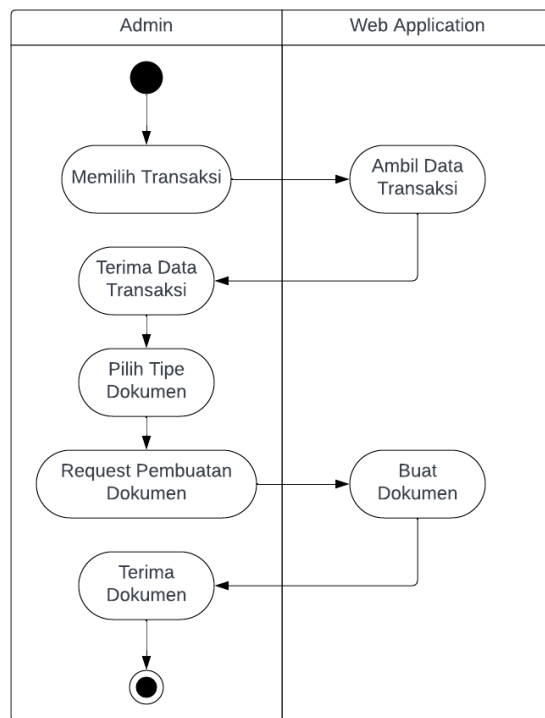 Admin
Web Application
Memilih Transaksi
Ambil Data
Transaksi
Terima Data
Transaksi
Pilih Tipe
Dokumen
Request Pembuatan
Dokumen
Buat
Dokumen
Terima
Dokumen